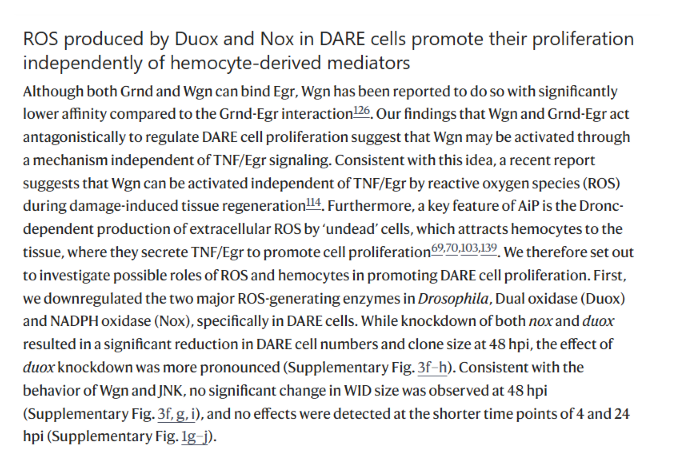 ROS produced by Duox and Nox in DARE cells promote their proliferation
independently of hemocyte-derived mediators
Although both Grnd and Wgn can bind Egr, Wgn has been reported to do so with significantly
lower affinity compared to the Grnd-Egr interaction126. Our findings that Wgn and Grnd-Egr act
antagonistically to regulate DARE cell proliferation suggest that Wgn may be activated through
a mechanism independent of TNF/Egr signaling. Consistent with this idea, a recent report
suggests that Wgn can be activated independent of TNF/Egr by reactive oxygen species (ROS)
during damage-induced tissue regeneration114. Furthermore, a key feature of AiP is the Dronc-
dependent production of extracellular ROS by ‘undead’ cells, which attracts hemocytes to the
tissue, where they secrete TNF/Egr to promote cell proliferation69,70,103,139. We therefore set out
to investigate possible roles of ROS and hemocytes in promoting DARE cell proliferation. First,
we downregulated the two major ROS-generating enzymes in Drosophila, Dual oxidase (Duox)
and NADPH oxidase (Nox), specifically in DARE cells. While knockdown of both nox and duox
resulted in a significant reduction in DARE cell numbers and clone size at 48 hpi, the effect of
duox knockdown was more pronounced (Supplementary Fig. 3f–h). Consistent with the
behavior of Wgn and JNK, no significant change in WID size was observed at 48 hpi
(Supplementary Fig. 3f, g, i), and no effects were detected at the shorter time points of 4 and 24
hpi (Supplementary Fig. 1g–j).